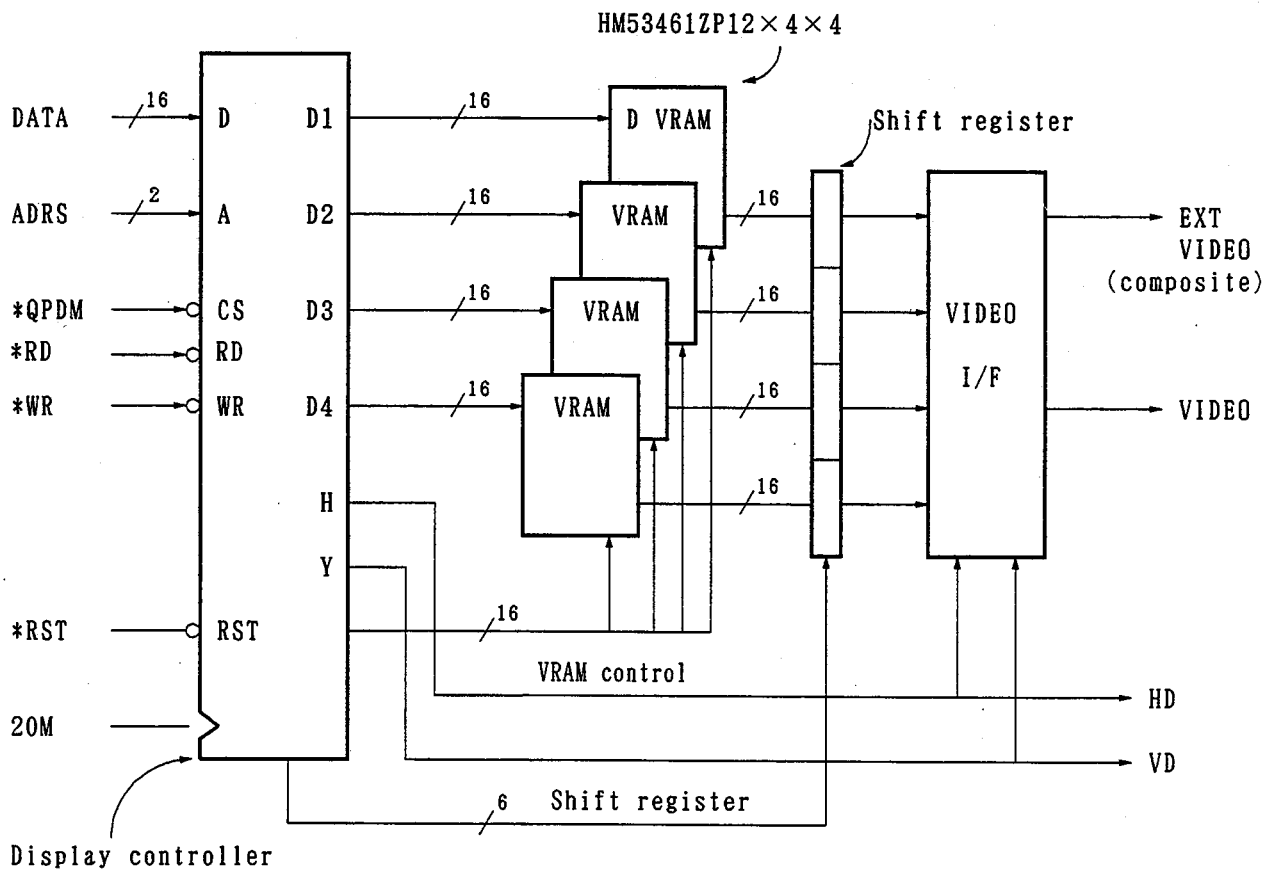 HM53461ZP12×4×4
DATA
16
D
D1
16
D VRAM
Shift register
ADRS
2
A
D2
16
VRAM
16
EXT
VIDEO
(composite)
*QPDM
CS
D3
16
VRAM
16
VIDEO
I/F
*RD
RD
*WR
WR
D4
16
VRAM
16
VIDEO
H
16
Y
*RST
RST
16
VRAM control
HD
20M
VD
6
Shift register
Display controller